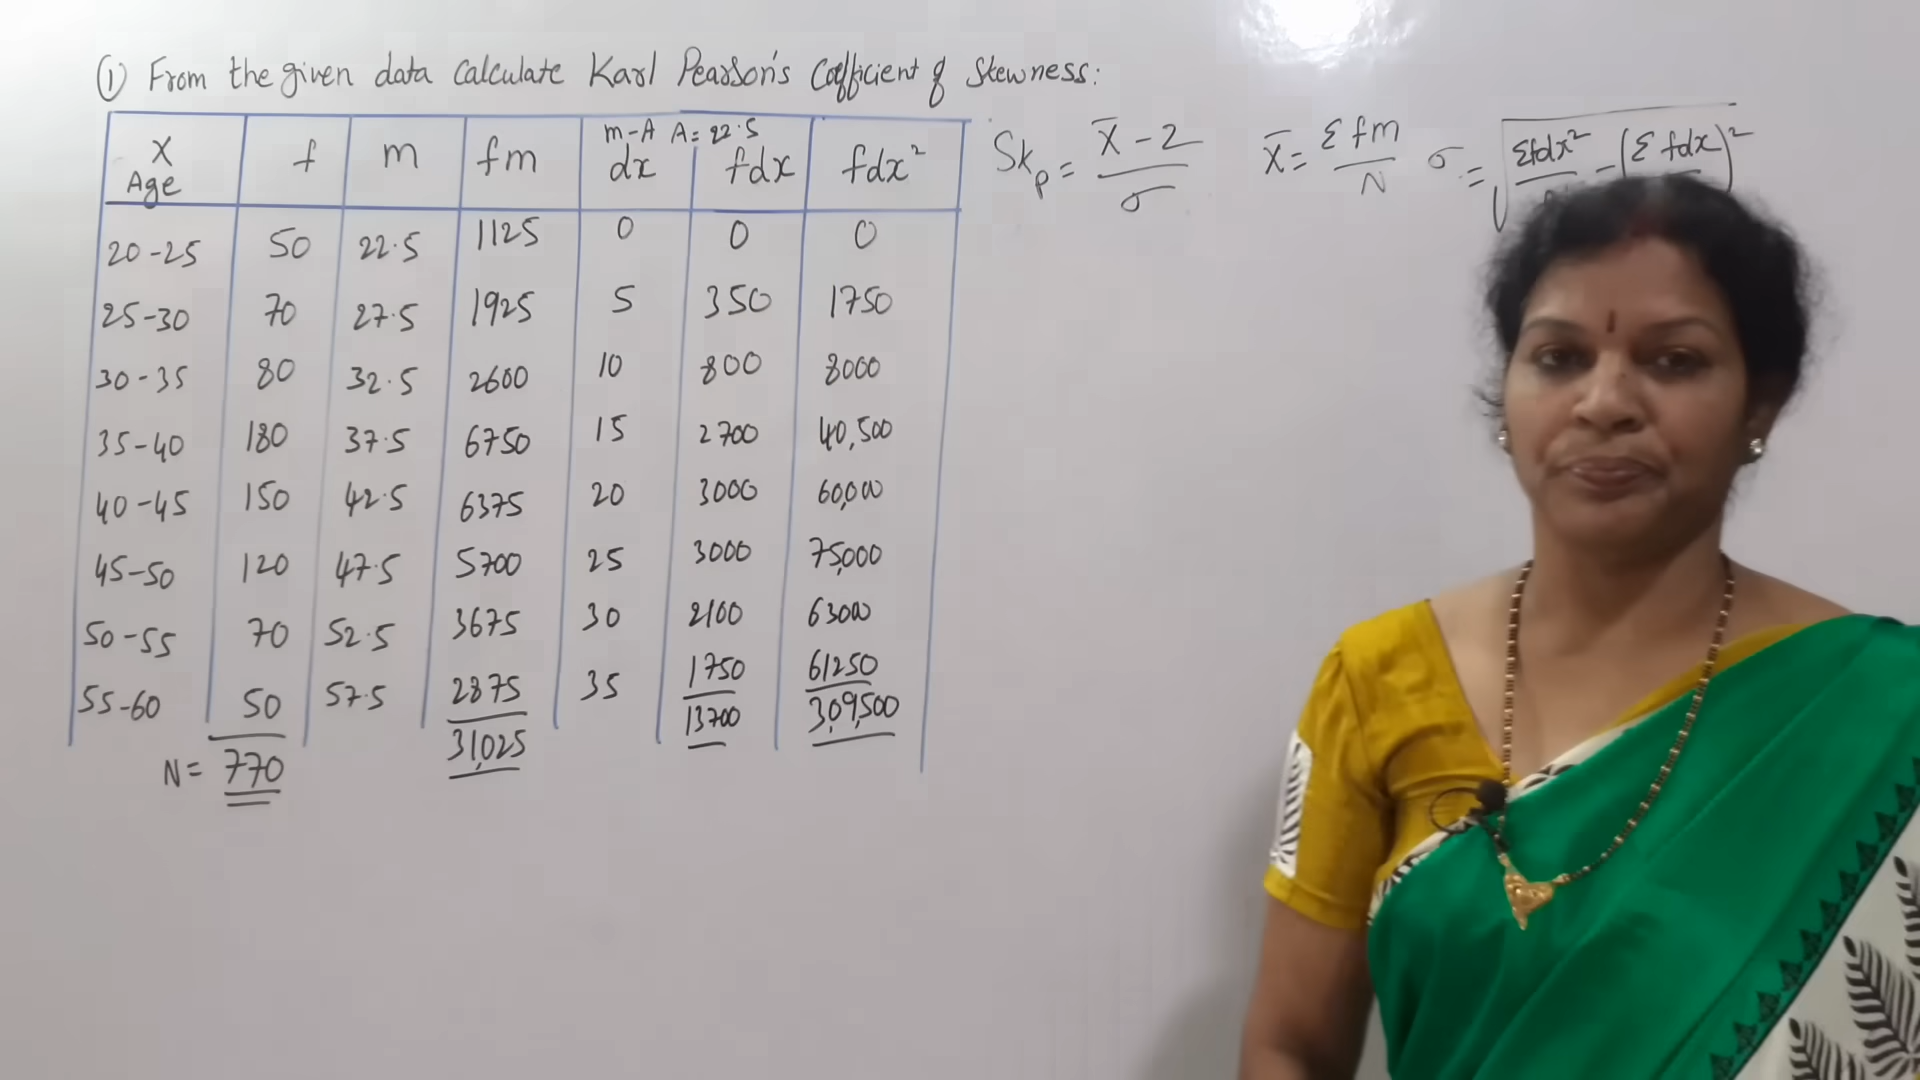 ① From the given data calculate Karl Pearson's Coefficient of Skewness:
X Age f m fm m-A dx A=22.5 fdx fdx²
20-25 50 22.5 1125 0 0 0
25-30 70 27.5 1925 5 350 1750
30-35 80 32.5 2600 10 800 8000
35-40 180 37.5 6750 15 2700 40,500
40-45 150 42.5 6375 20 3000 60,000
45-50 120 47.5 5700 25 3000 75,000
50-55 70 52.5 3675 30 2100 63000
55-60 50 57.5 2875 35 1750 61250
N= 770 31,025 13700 3,09,500
Skp = X̄ - Z / σ
X̄ = Σfm / N
σ = √ Σfdx² - (Σfdx)²